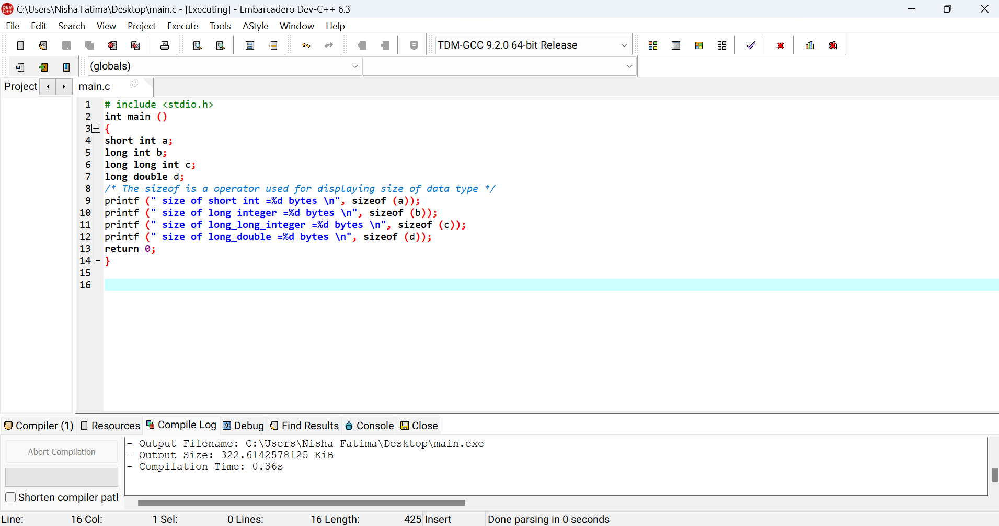 C:\Users\Nisha Fatima\Desktop\main.c - [Executing] - Embarcadero Dev-C++ 6.3
File Edit Search View Project Execute Tools AStyle Window Help
TDM-GCC 9.2.0 64-bit Release
(globals)
Project main.c
1 # include <stdio.h>
2 int main ()
3 {
4 short int a;
5 long int b;
6 long long int c;
7 long double d;
8 /* The sizeof is a operator used for displaying size of data type */
9 printf (" size of short int =%d bytes \n", sizeof (a));
10 printf (" size of long integer =%d bytes \n", sizeof (b));
11 printf (" size of long_long_integer =%d bytes \n", sizeof (c));
12 printf (" size of long_double =%d bytes \n", sizeof (d));
13 return 0;
14 }
15
16
Compiler (1) Resources Compile Log Debug Find Results Console Close
Abort Compilation
- Output Filename: C:\Users\Nisha Fatima\Desktop\main.exe
- Output Size: 322.6142578125 KiB
- Compilation Time: 0.36s
Shorten compiler pat
Line: 16 Col: 1 Sel: 0 Lines: 16 Length: 425 Insert Done parsing in 0 seconds